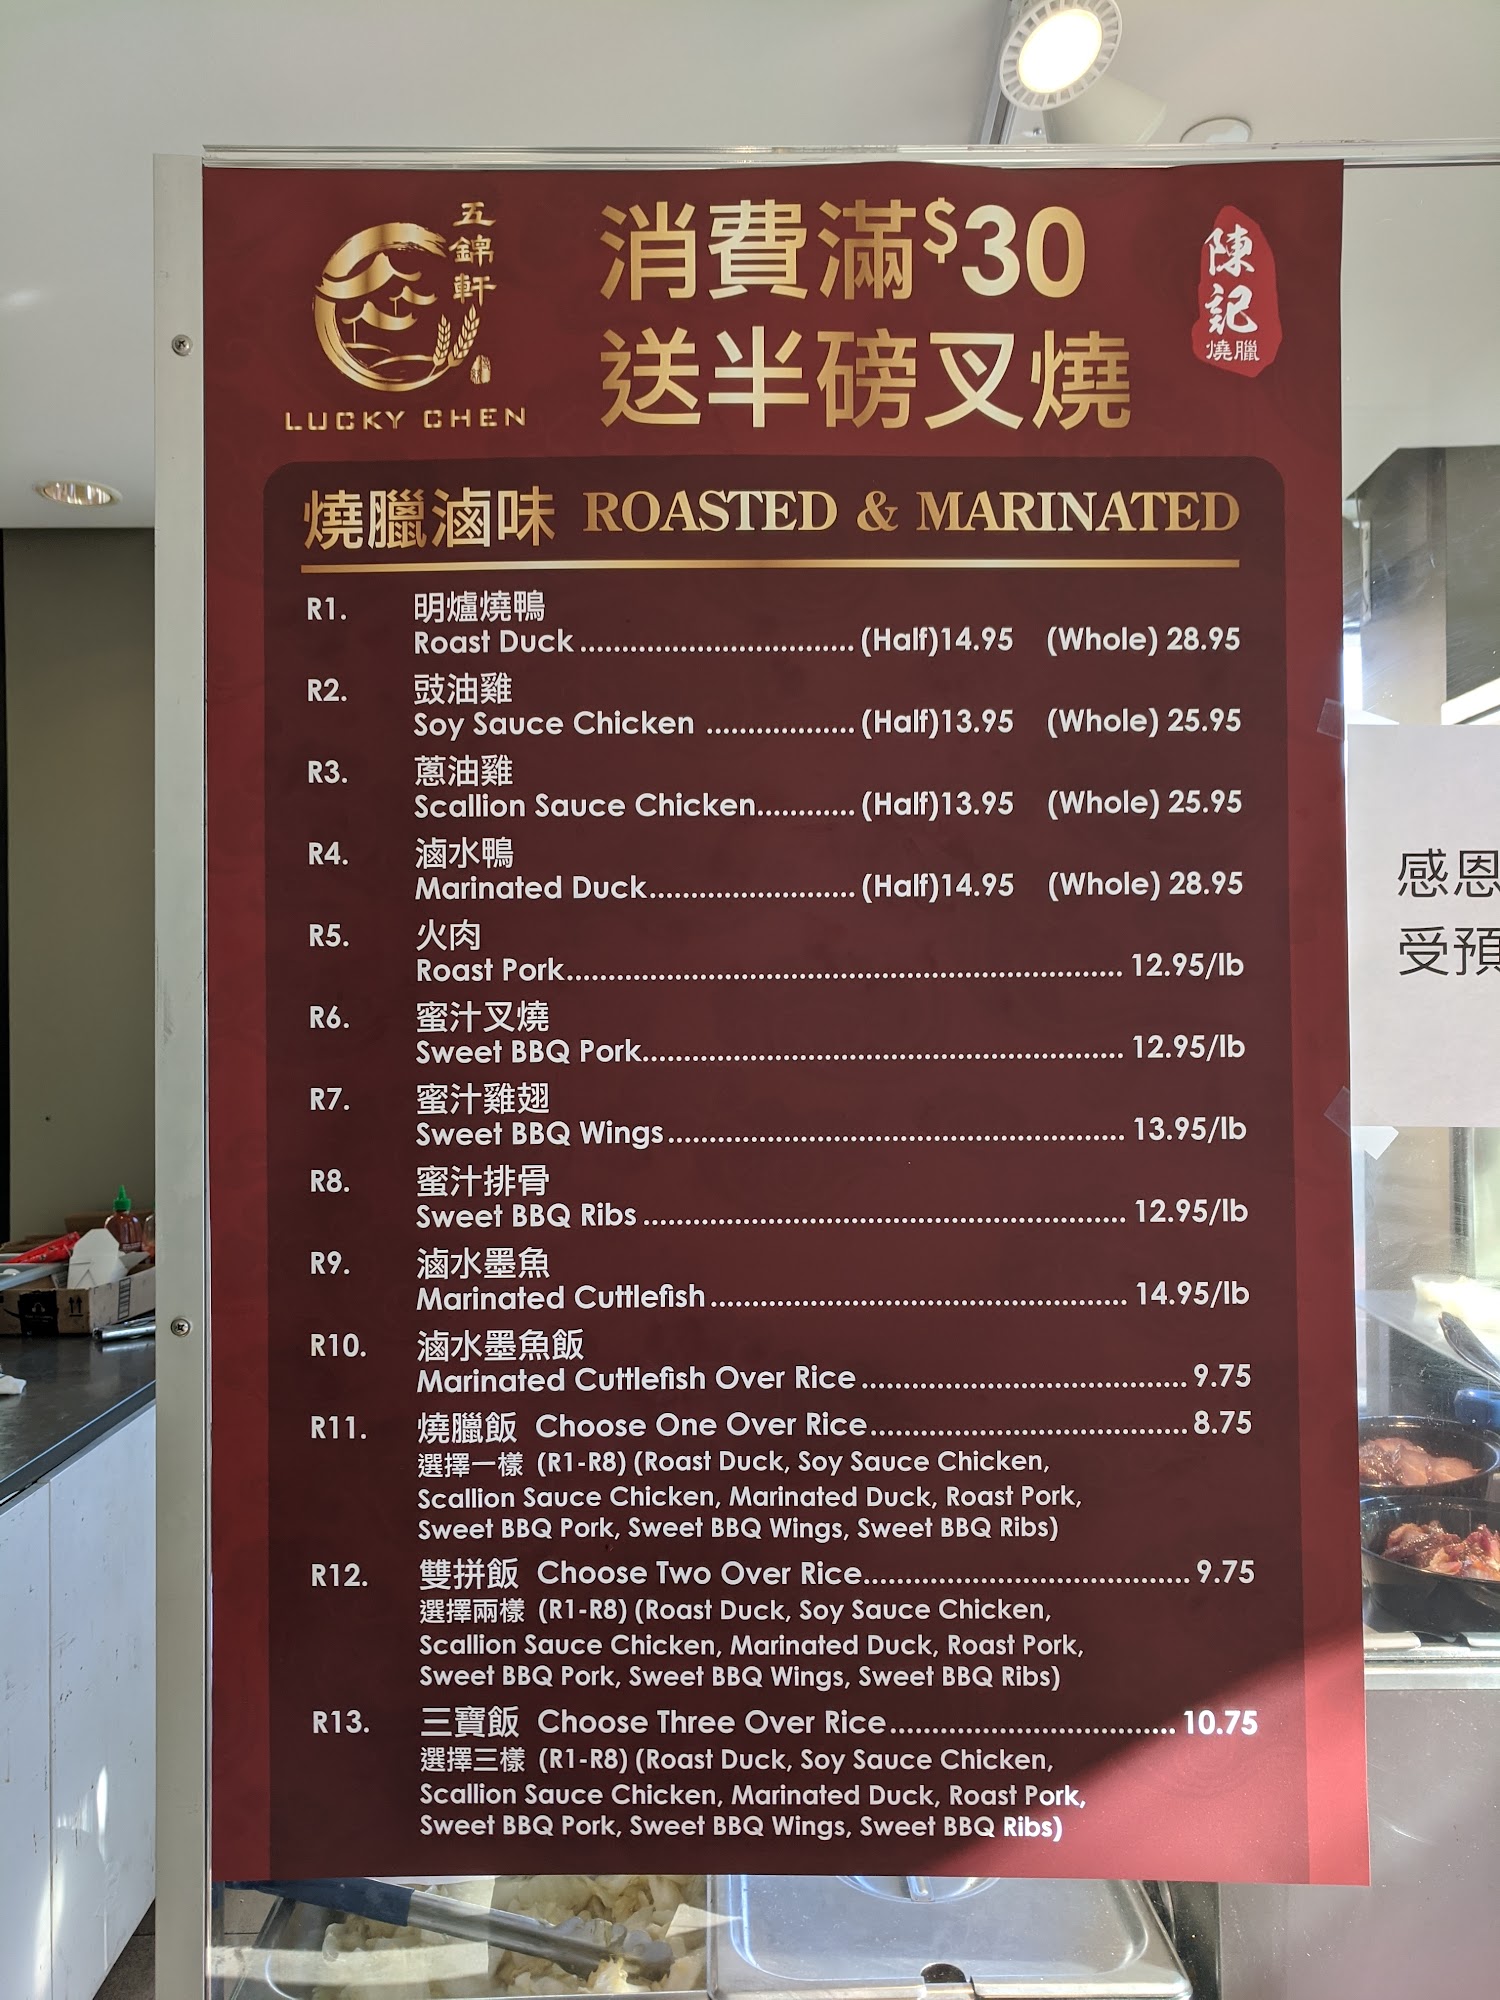 五錦軒
LUCKY CHEN
消費滿$30
送半磅叉燒
陳記
燒臘
燒臘滷味 ROASTED & MARINATED
R1. 明爐燒鴨
Roast Duck ................................. (Half)14.95 (Whole) 28.95
R2. 豉油雞
Soy Sauce Chicken .................. (Half)13.95 (Whole) 25.95
R3. 蔥油雞
Scallion Sauce Chicken............ (Half)13.95 (Whole) 25.95
R4. 滷水鴨
Marinated Duck......................... (Half)14.95 (Whole) 28.95
R5. 火肉
Roast Pork................................................................... 12.95/lb
R6. 蜜汁叉燒
Sweet BBQ Pork.......................................................... 12.95/lb
R7. 蜜汁雞翅
Sweet BBQ Wings....................................................... 13.95/lb
R8. 蜜汁排骨
Sweet BBQ Ribs .......................................................... 12.95/lb
R9. 滷水墨魚
Marinated Cuttlefish.................................................. 14.95/lb
R10. 滷水墨魚飯
Marinated Cuttlefish Over Rice ....................................... 9.75
R11. 燒臘飯 Choose One Over Rice...................................... 8.75
選擇一樣 (R1-R8) (Roast Duck, Soy Sauce Chicken,
Scallion Sauce Chicken, Marinated Duck, Roast Pork,
Sweet BBQ Pork, Sweet BBQ Wings, Sweet BBQ Ribs)
R12. 雙拼飯 Choose Two Over Rice....................................... 9.75
選擇兩樣 (R1-R8) (Roast Duck, Soy Sauce Chicken,
Scallion Sauce Chicken, Marinated Duck, Roast Pork,
Sweet BBQ Pork, Sweet BBQ Wings, Sweet BBQ Ribs)
R13. 三寶飯 Choose Three Over Rice.................................. 10.75
選擇三樣 (R1-R8) (Roast Duck, Soy Sauce Chicken,
Scallion Sauce Chicken, Marinated Duck, Roast Pork,
Sweet BBQ Pork, Sweet BBQ Wings, Sweet BBQ Ribs)
感恩
受預